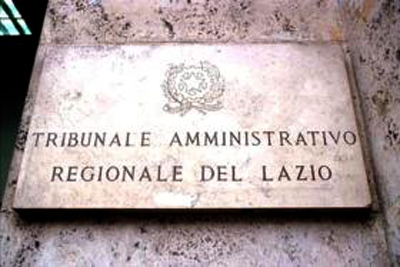 TRIBUNALE AMMINISTRATIVO
REGIONALE DEL LAZIO